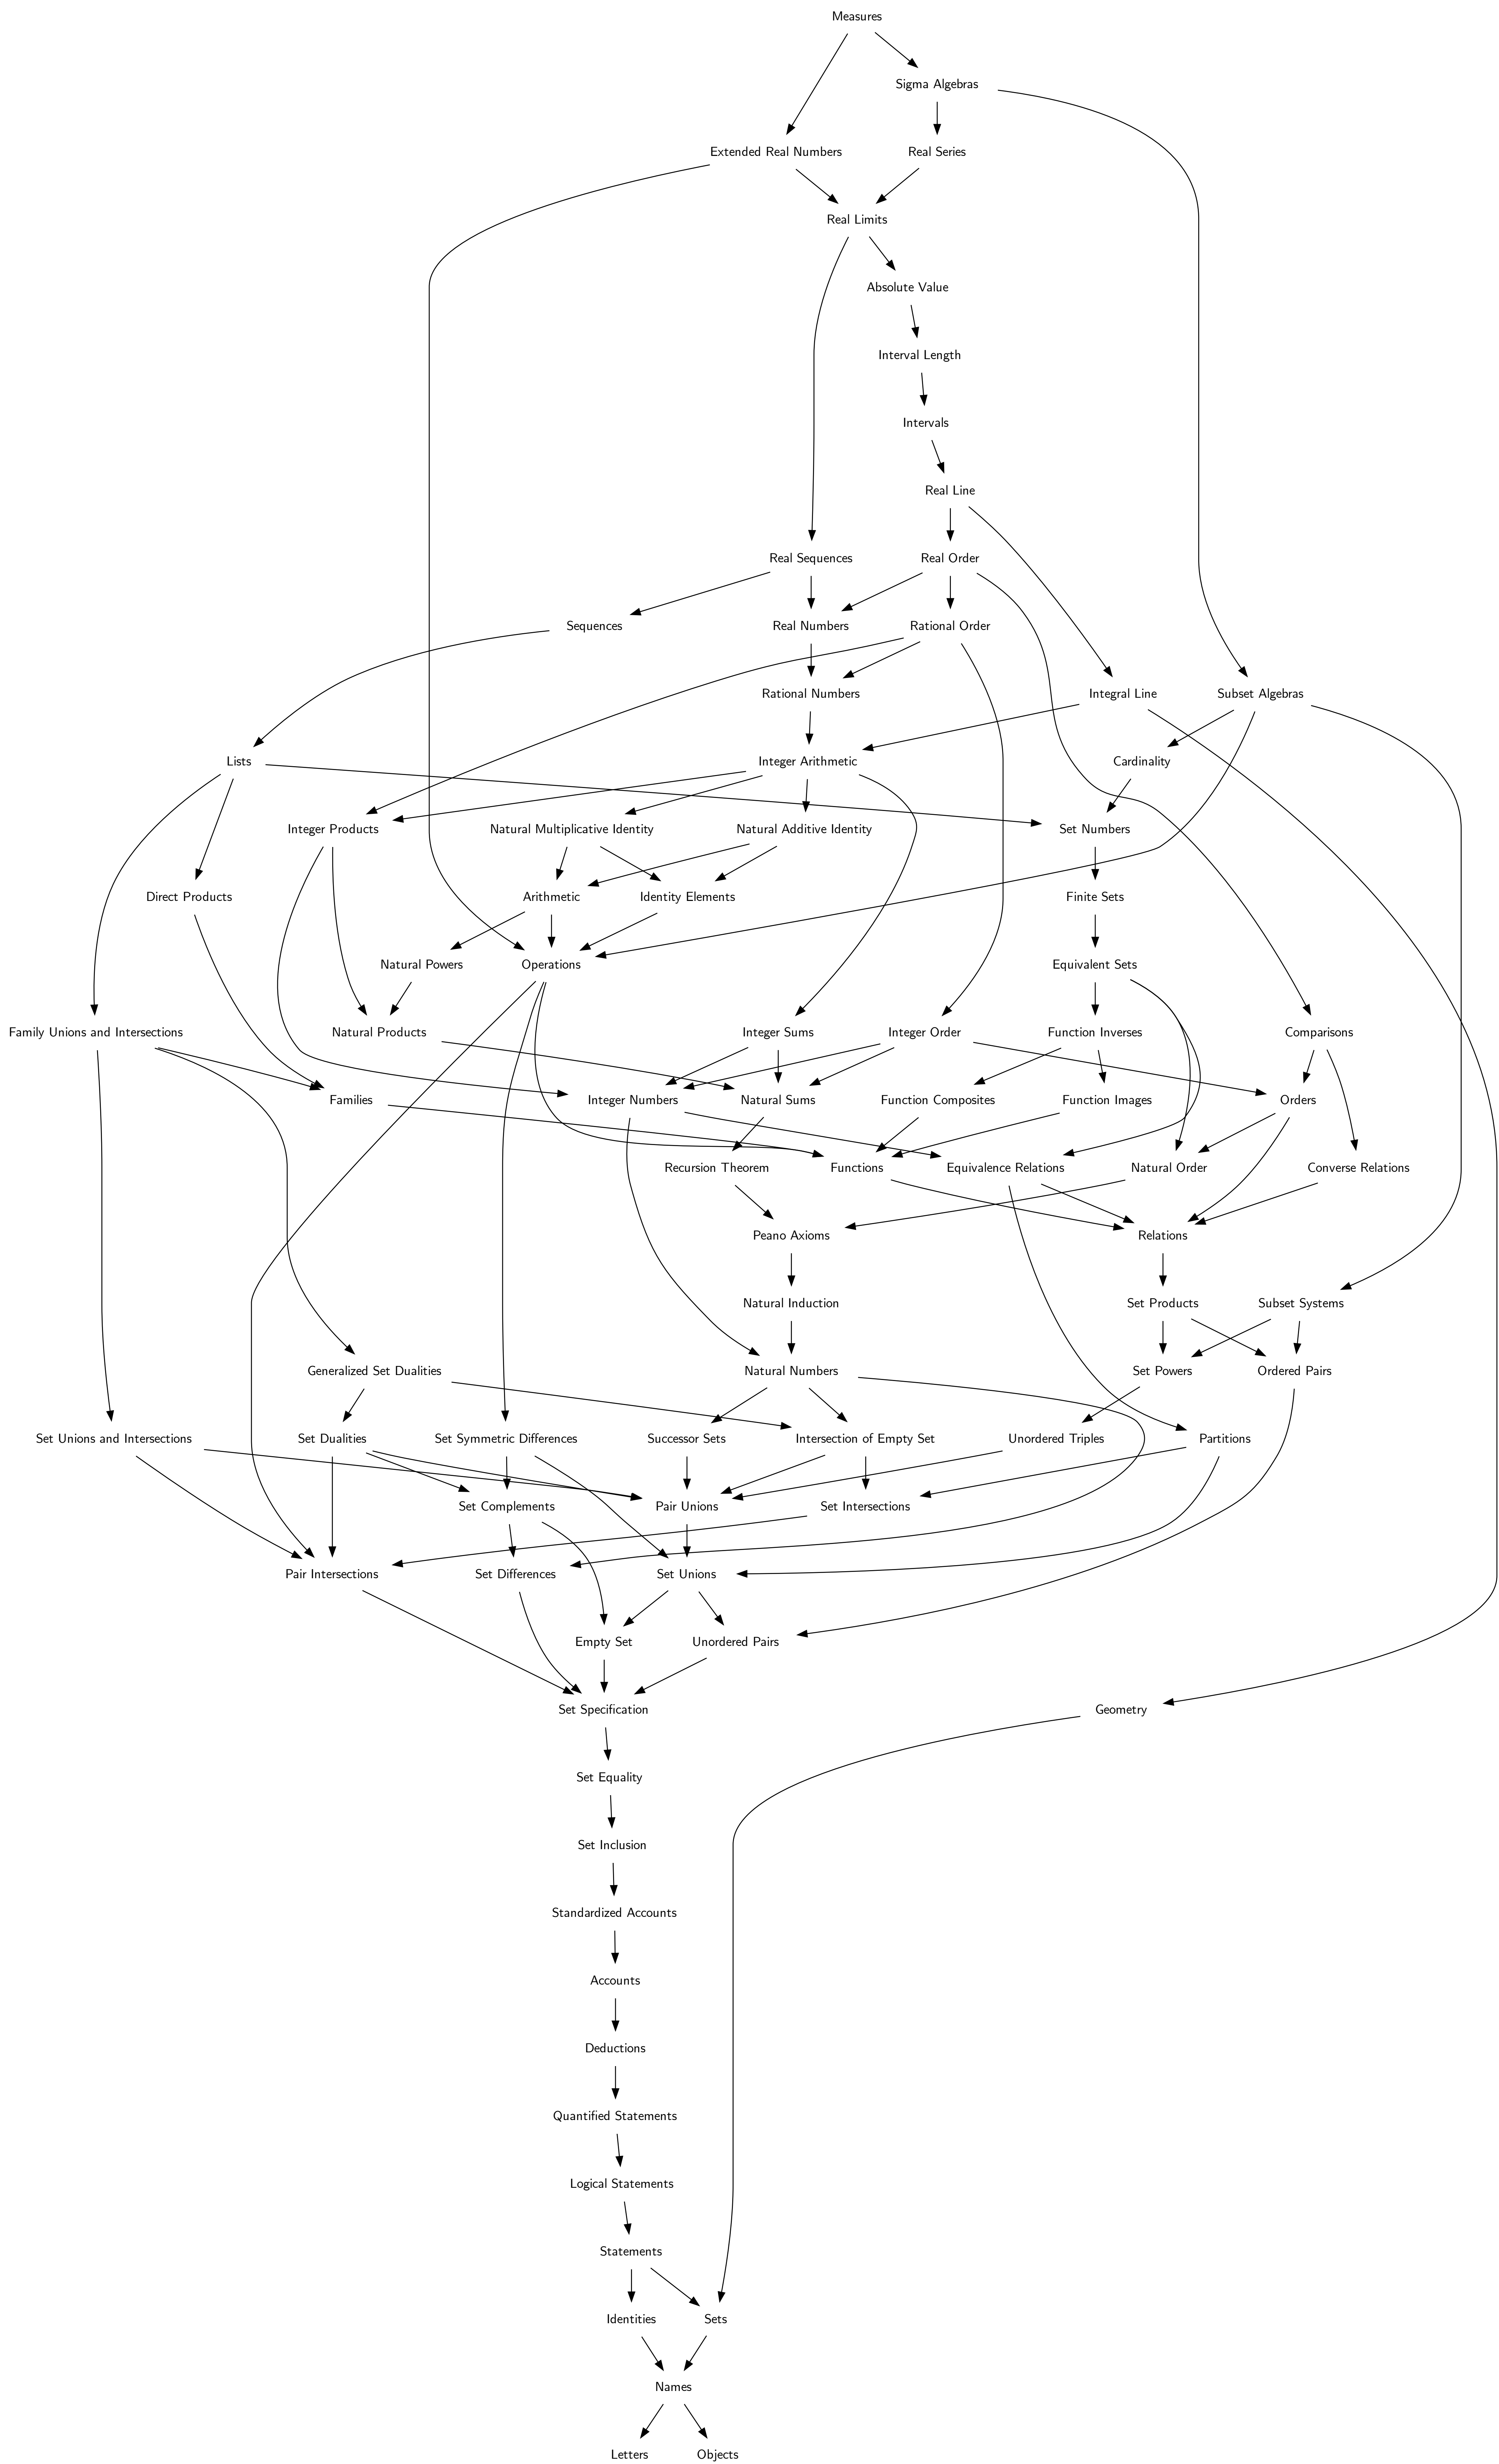 Measures
Sigma Algebras
Extended Real Numbers
Real Series
Real Limits
Absolute Value
Interval Length
Intervals
Real Line
Real Sequences
Real Order
Sequences
Real Numbers
Rational Order
Rational Numbers
Integral Line
Subset Algebras
Lists
Integer Arithmetic
Cardinality
Integer Products
Natural Multiplicative Identity
Natural Additive Identity
Set Numbers
Direct Products
Arithmetic
Identity Elements
Finite Sets
Natural Powers
Operations
Equivalent Sets
Family Unions and Intersections
Natural Products
Integer Sums
Integer Order
Function Inverses
Comparisons
Families
Integer Numbers
Natural Sums
Function Composites
Function Images
Orders
Recursion Theorem
Functions
Equivalence Relations
Natural Order
Converse Relations
Peano Axioms
Relations
Natural Induction
Set Products
Subset Systems
Generalized Set Dualities
Natural Numbers
Set Powers
Ordered Pairs
Set Unions and Intersections
Set Dualities
Set Symmetric Differences
Successor Sets
Intersection of Empty Set
Unordered Triples
Partitions
Set Complements
Pair Unions
Set Intersections
Pair Intersections
Set Differences
Set Unions
Empty Set
Unordered Pairs
Set Specification
Geometry
Set Equality
Set Inclusion
Standardized Accounts
Accounts
Deductions
Quantified Statements
Logical Statements
Statements
Identities
Sets
Names
Letters
Objects